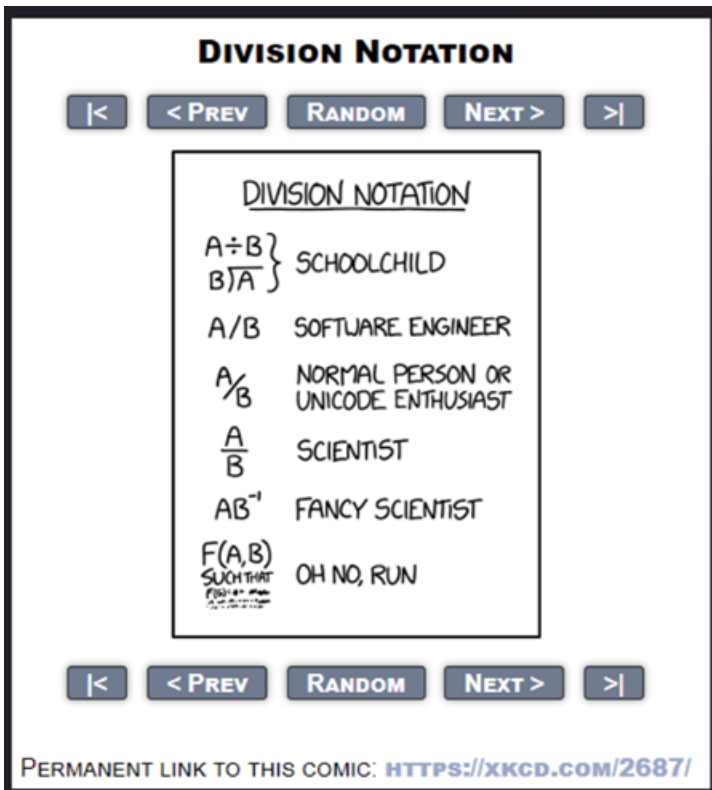 DIVISION NOTATION
|< < PREV RANDOM NEXT > >|
DIVISION NOTATION
A÷B
B)A SCHOOLCHILD
A/B SOFTWARE ENGINEER
A/B NORMAL PERSON OR
UNICODE ENTHUSIAST
A
B SCIENTIST
AB⁻¹ FANCY SCIENTIST
F(A,B)
SUCH THAT OH NO, RUN
|< < PREV RANDOM NEXT > >|
PERMANENT LINK TO THIS COMIC: HTTPS://XKCD.COM/2687/